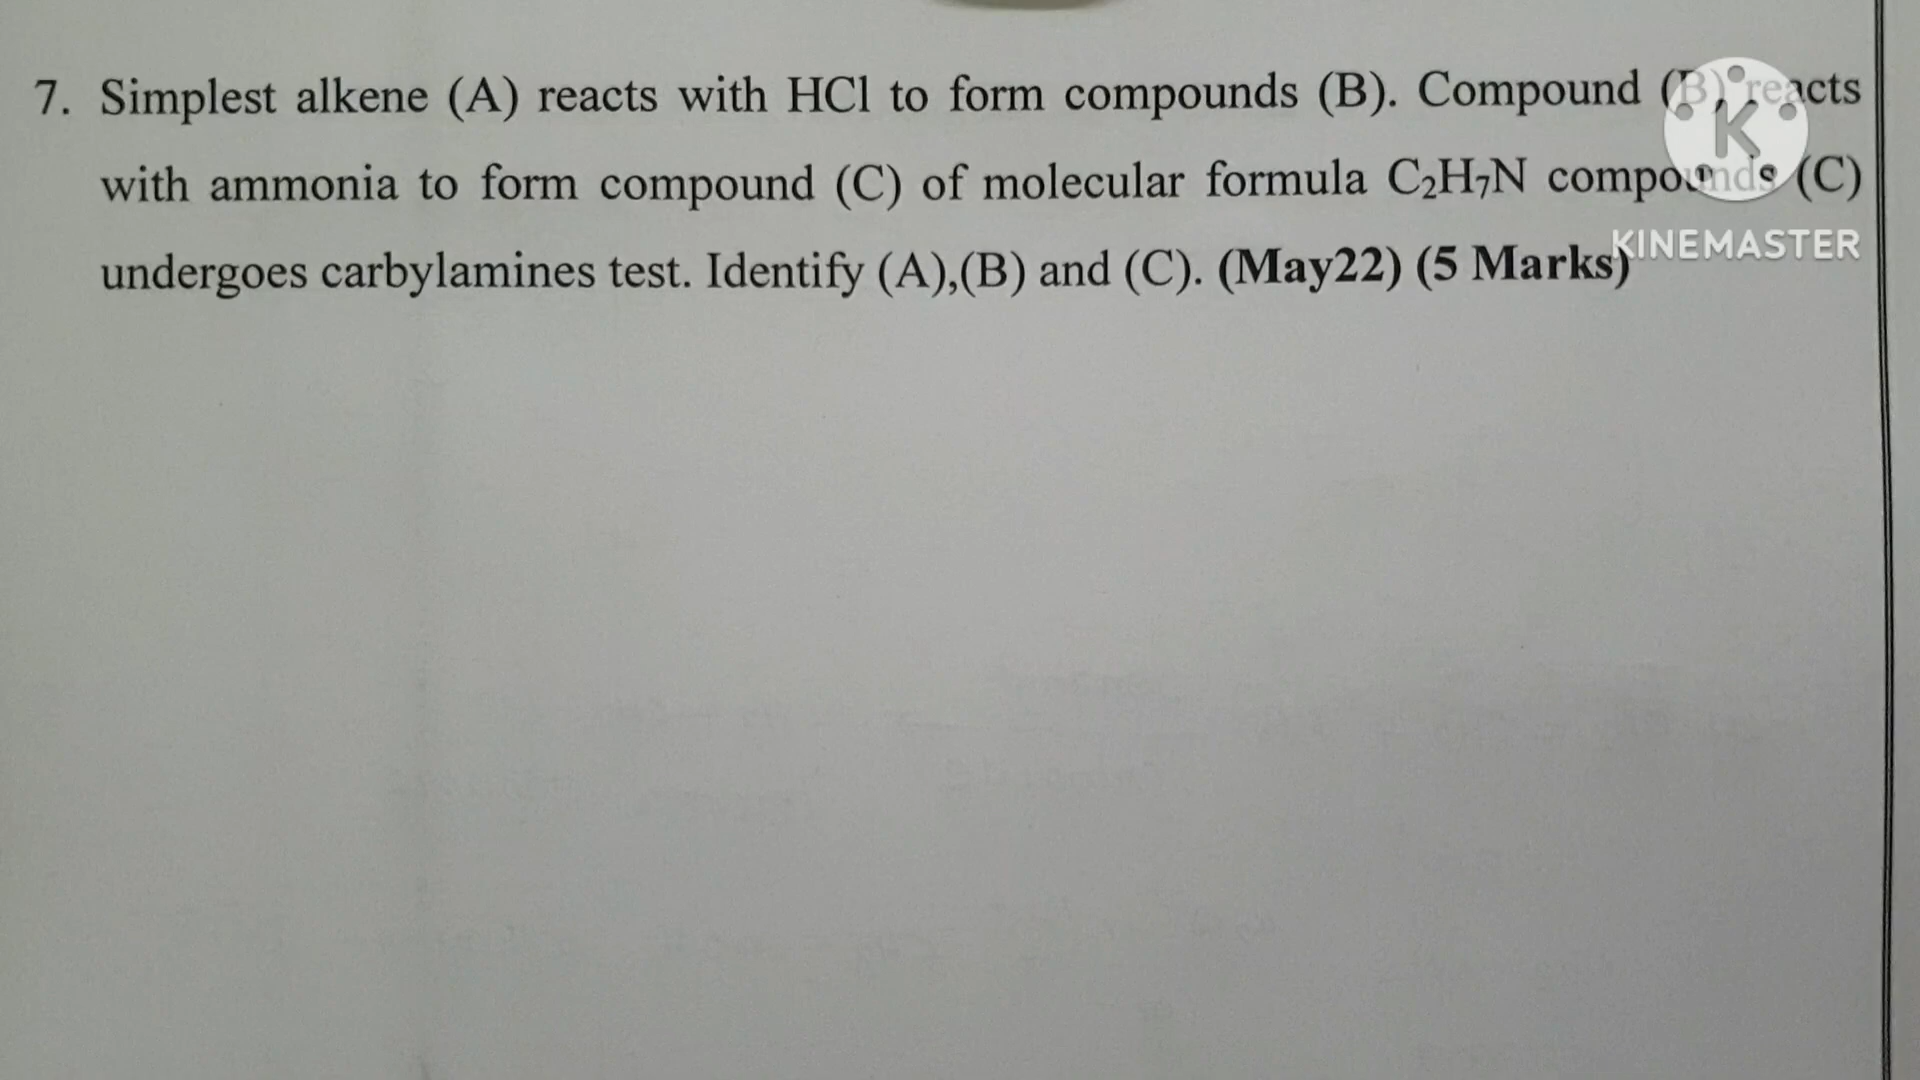 7. Simplest alkene (A) reacts with HCl to form compounds (B). Compound (B) reacts
with ammonia to form compound (C) of molecular formula C₂H₇N compounds (C)
undergoes carbylamines test. Identify (A),(B) and (C). (May22) (5 Marks)
K
KINEMASTER